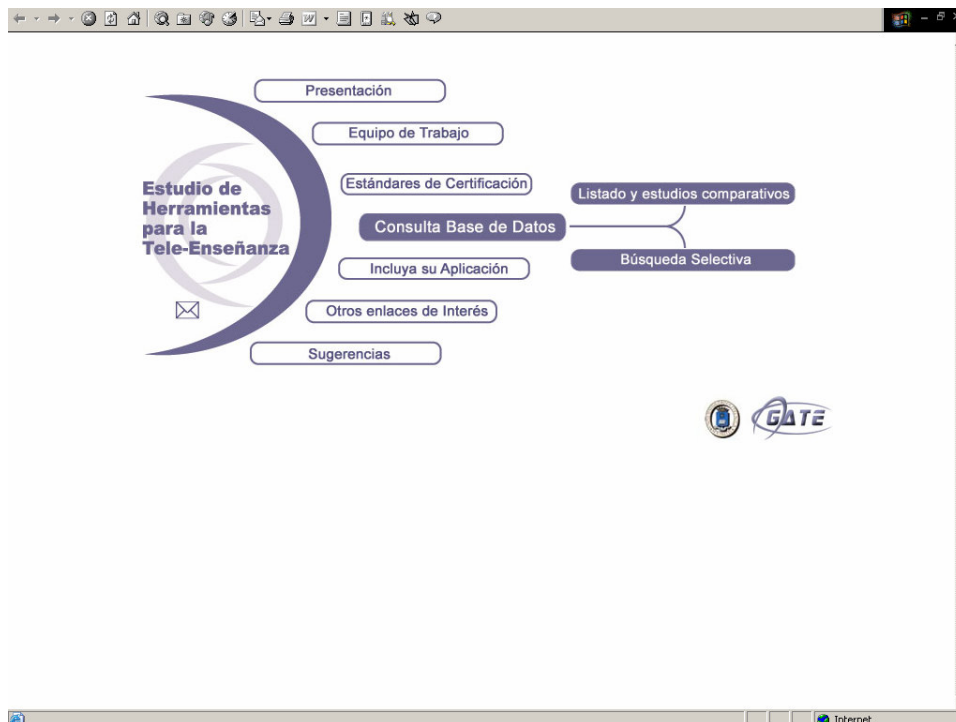 Presentación
Equipo de Trabajo
Estándares de Certificación
Estudio de
Herramientas
para la
Tele-Enseñanza
Consulta Base de Datos
Listado y estudios comparativos
Búsqueda Selectiva
Incluya su Aplicación
Otros enlaces de Interés
Sugerencias
GATE
Internet